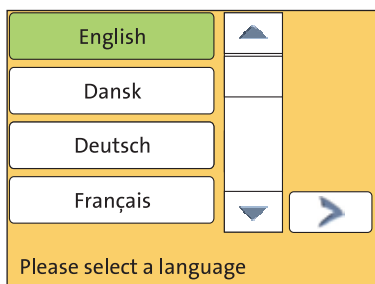 English
Dansk
Deutsch
Français
Please select a language